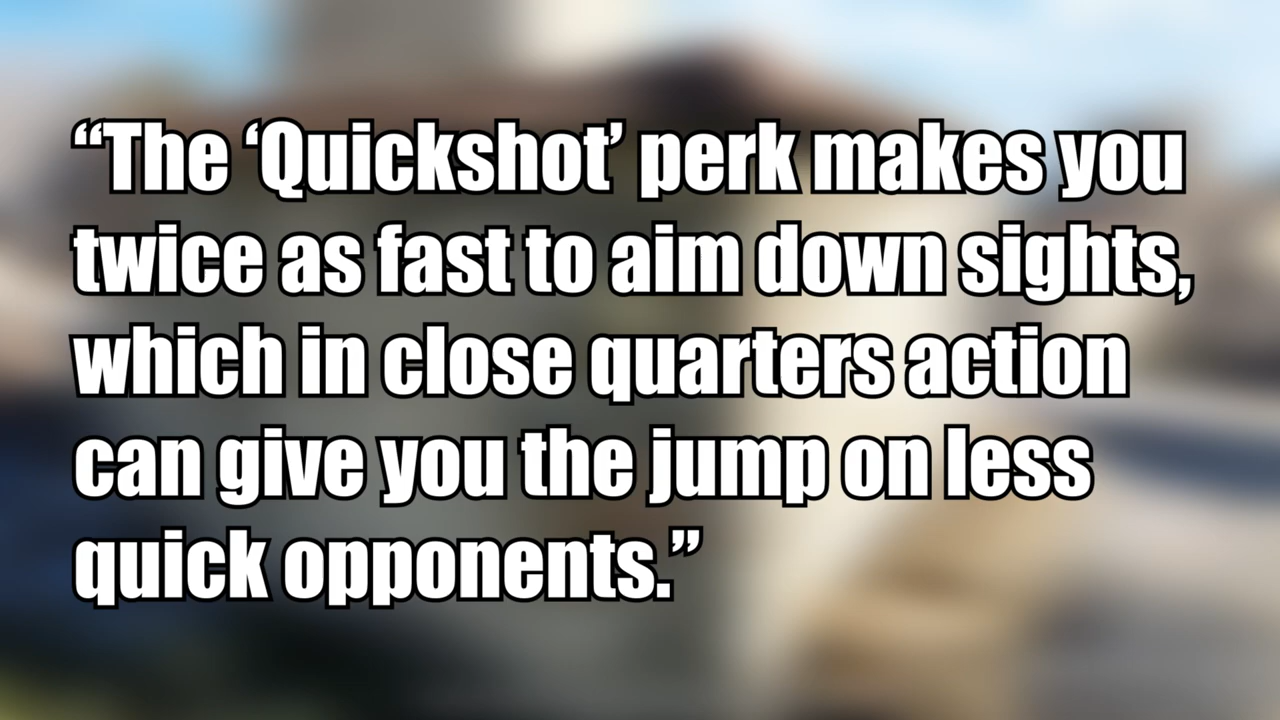 “The ‘Quickshot’ perk makes you
twice as fast to aim down sights,
which in close quarters action
can give you the jump on less
quick opponents.”